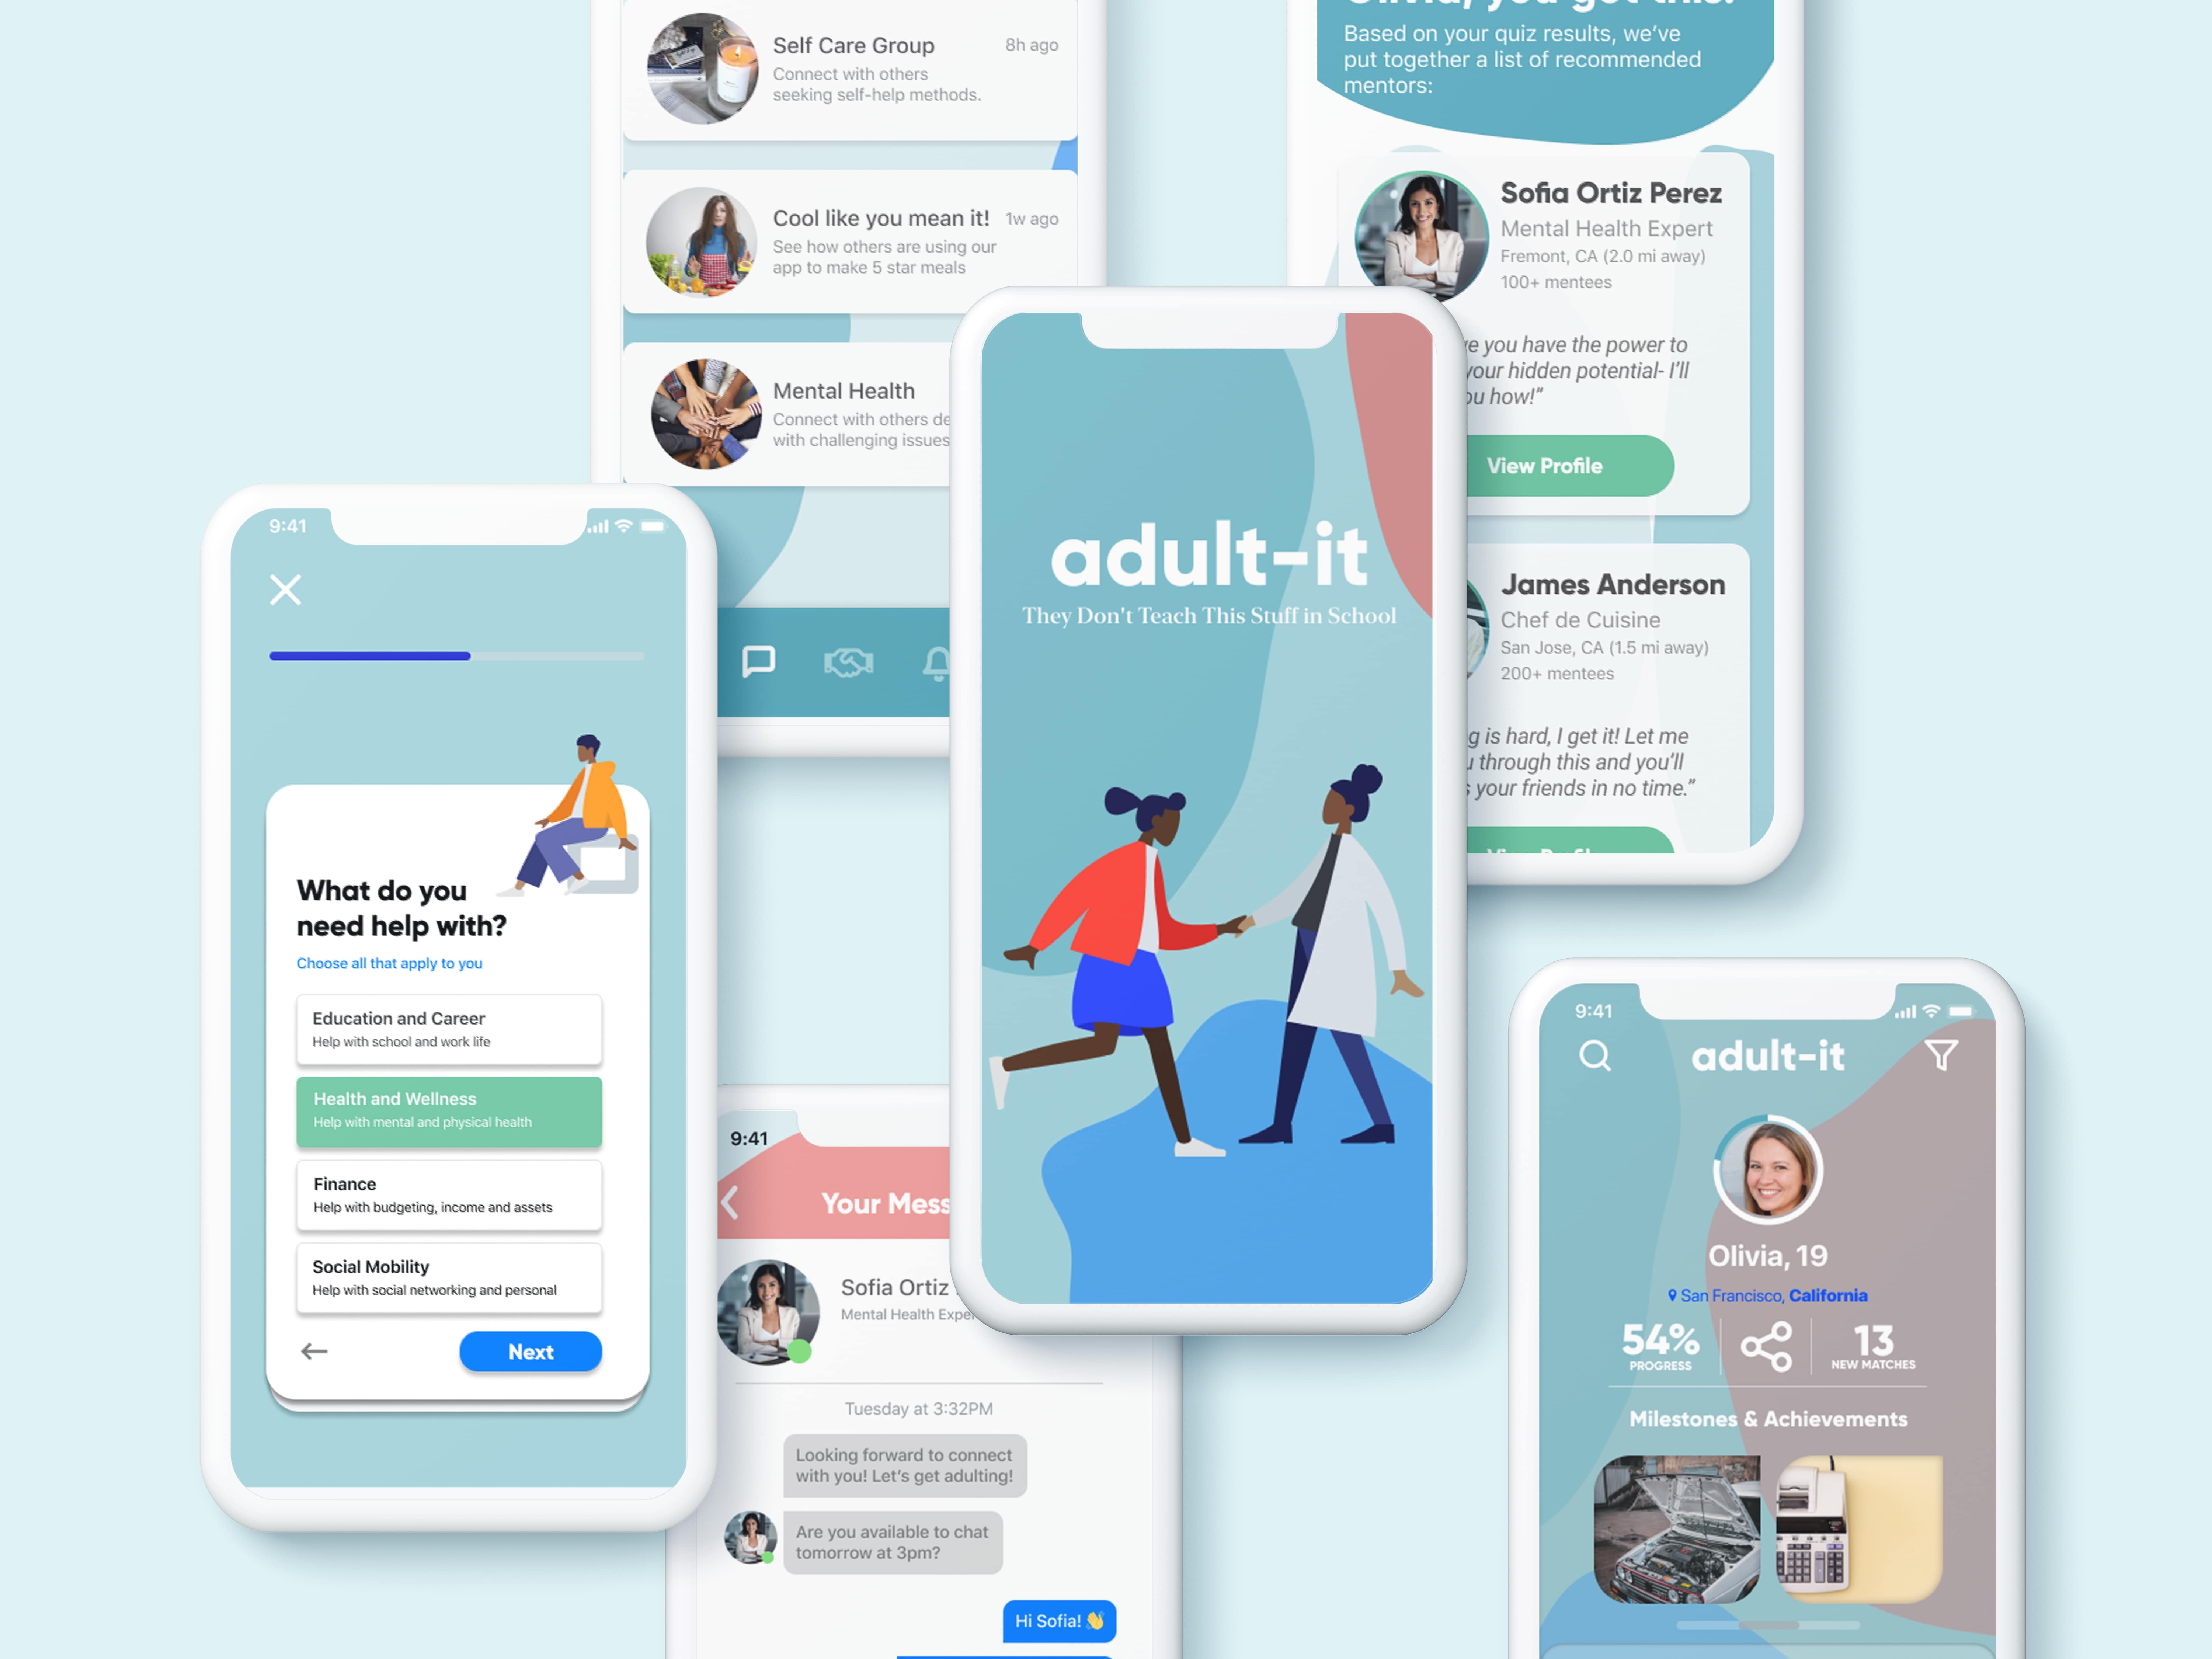 Self Care Group
8h ago
Connect with others
seeking self-help methods.
Cool like you mean it!
1w ago
See how others are using our
app to make 5 star meals
Mental Health
Connect with others de
with challenging issues
Olivia, you got this!
Based on your quiz results, we've
put together a list of recommended
mentors:
Sofia Ortiz Perez
Mental Health Expert
Fremont, CA (2.0 mi away)
100+ mentees
you have the power to
your hidden potential- I'll
how!”
View Profile
James Anderson
Chef de Cuisine
San Jose, CA (1.5 mi away)
200+ mentees
is hard, I get it! Let me
through this and you'll
your friends in no time.”
9:41
What do you
need help with?
Choose all that apply to you
Education and Career
Help with school and work life
Health and Wellness
Help with mental and physical health
Finance
Help with budgeting, income and assets
Social Mobility
Help with social networking and personal
Next
adult-it
They Don't Teach This Stuff in School
9:41
Your Mess
Sofia Ortiz
Mental Health Expe
Tuesday at 3:32PM
Looking forward to connect
with you! Let's get adulting!
Are you available to chat
tomorrow at 3pm?
Hi Sofia! 👋
9:41
adult-it
Olivia, 19
San Francisco, California
54%
PROGRESS
13
NEW MATCHES
Milestones & Achievements